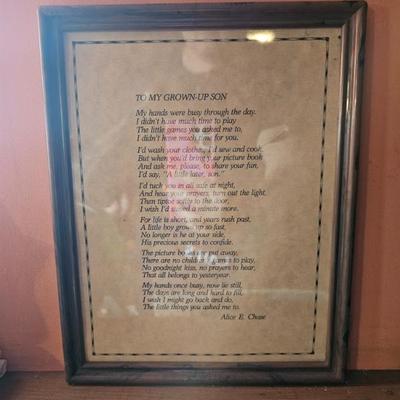 TO MY GROWN-UP SON
My hands were busy through the day.
I didn't have much time to play
The little games you asked me to,
I didn't have much time for you.
I'd wash your clothes, I'd sew and cook,
But when you'd bring your picture book
And ask me, please, to share your fun,
I'd say, "A little later, son."
I'd tuck you in all safe at night,
And hear your prayers, turn out the light,
Then tiptoe softly to the door,
I wish I'd stayed a minute more.
For life is short, and years rush past,
A little boy grows up so fast,
No longer is he at your side,
His precious secrets to confide.
The picture books are put away,
There are no children's games to play,
No goodnight kiss, no prayers to hear,
That all belongs to yesteryear.
My hands once busy, now lie still,
The days are long and hard to fill,
I wish I might go back and do,
The little things you asked me to.
Alice E. Chase